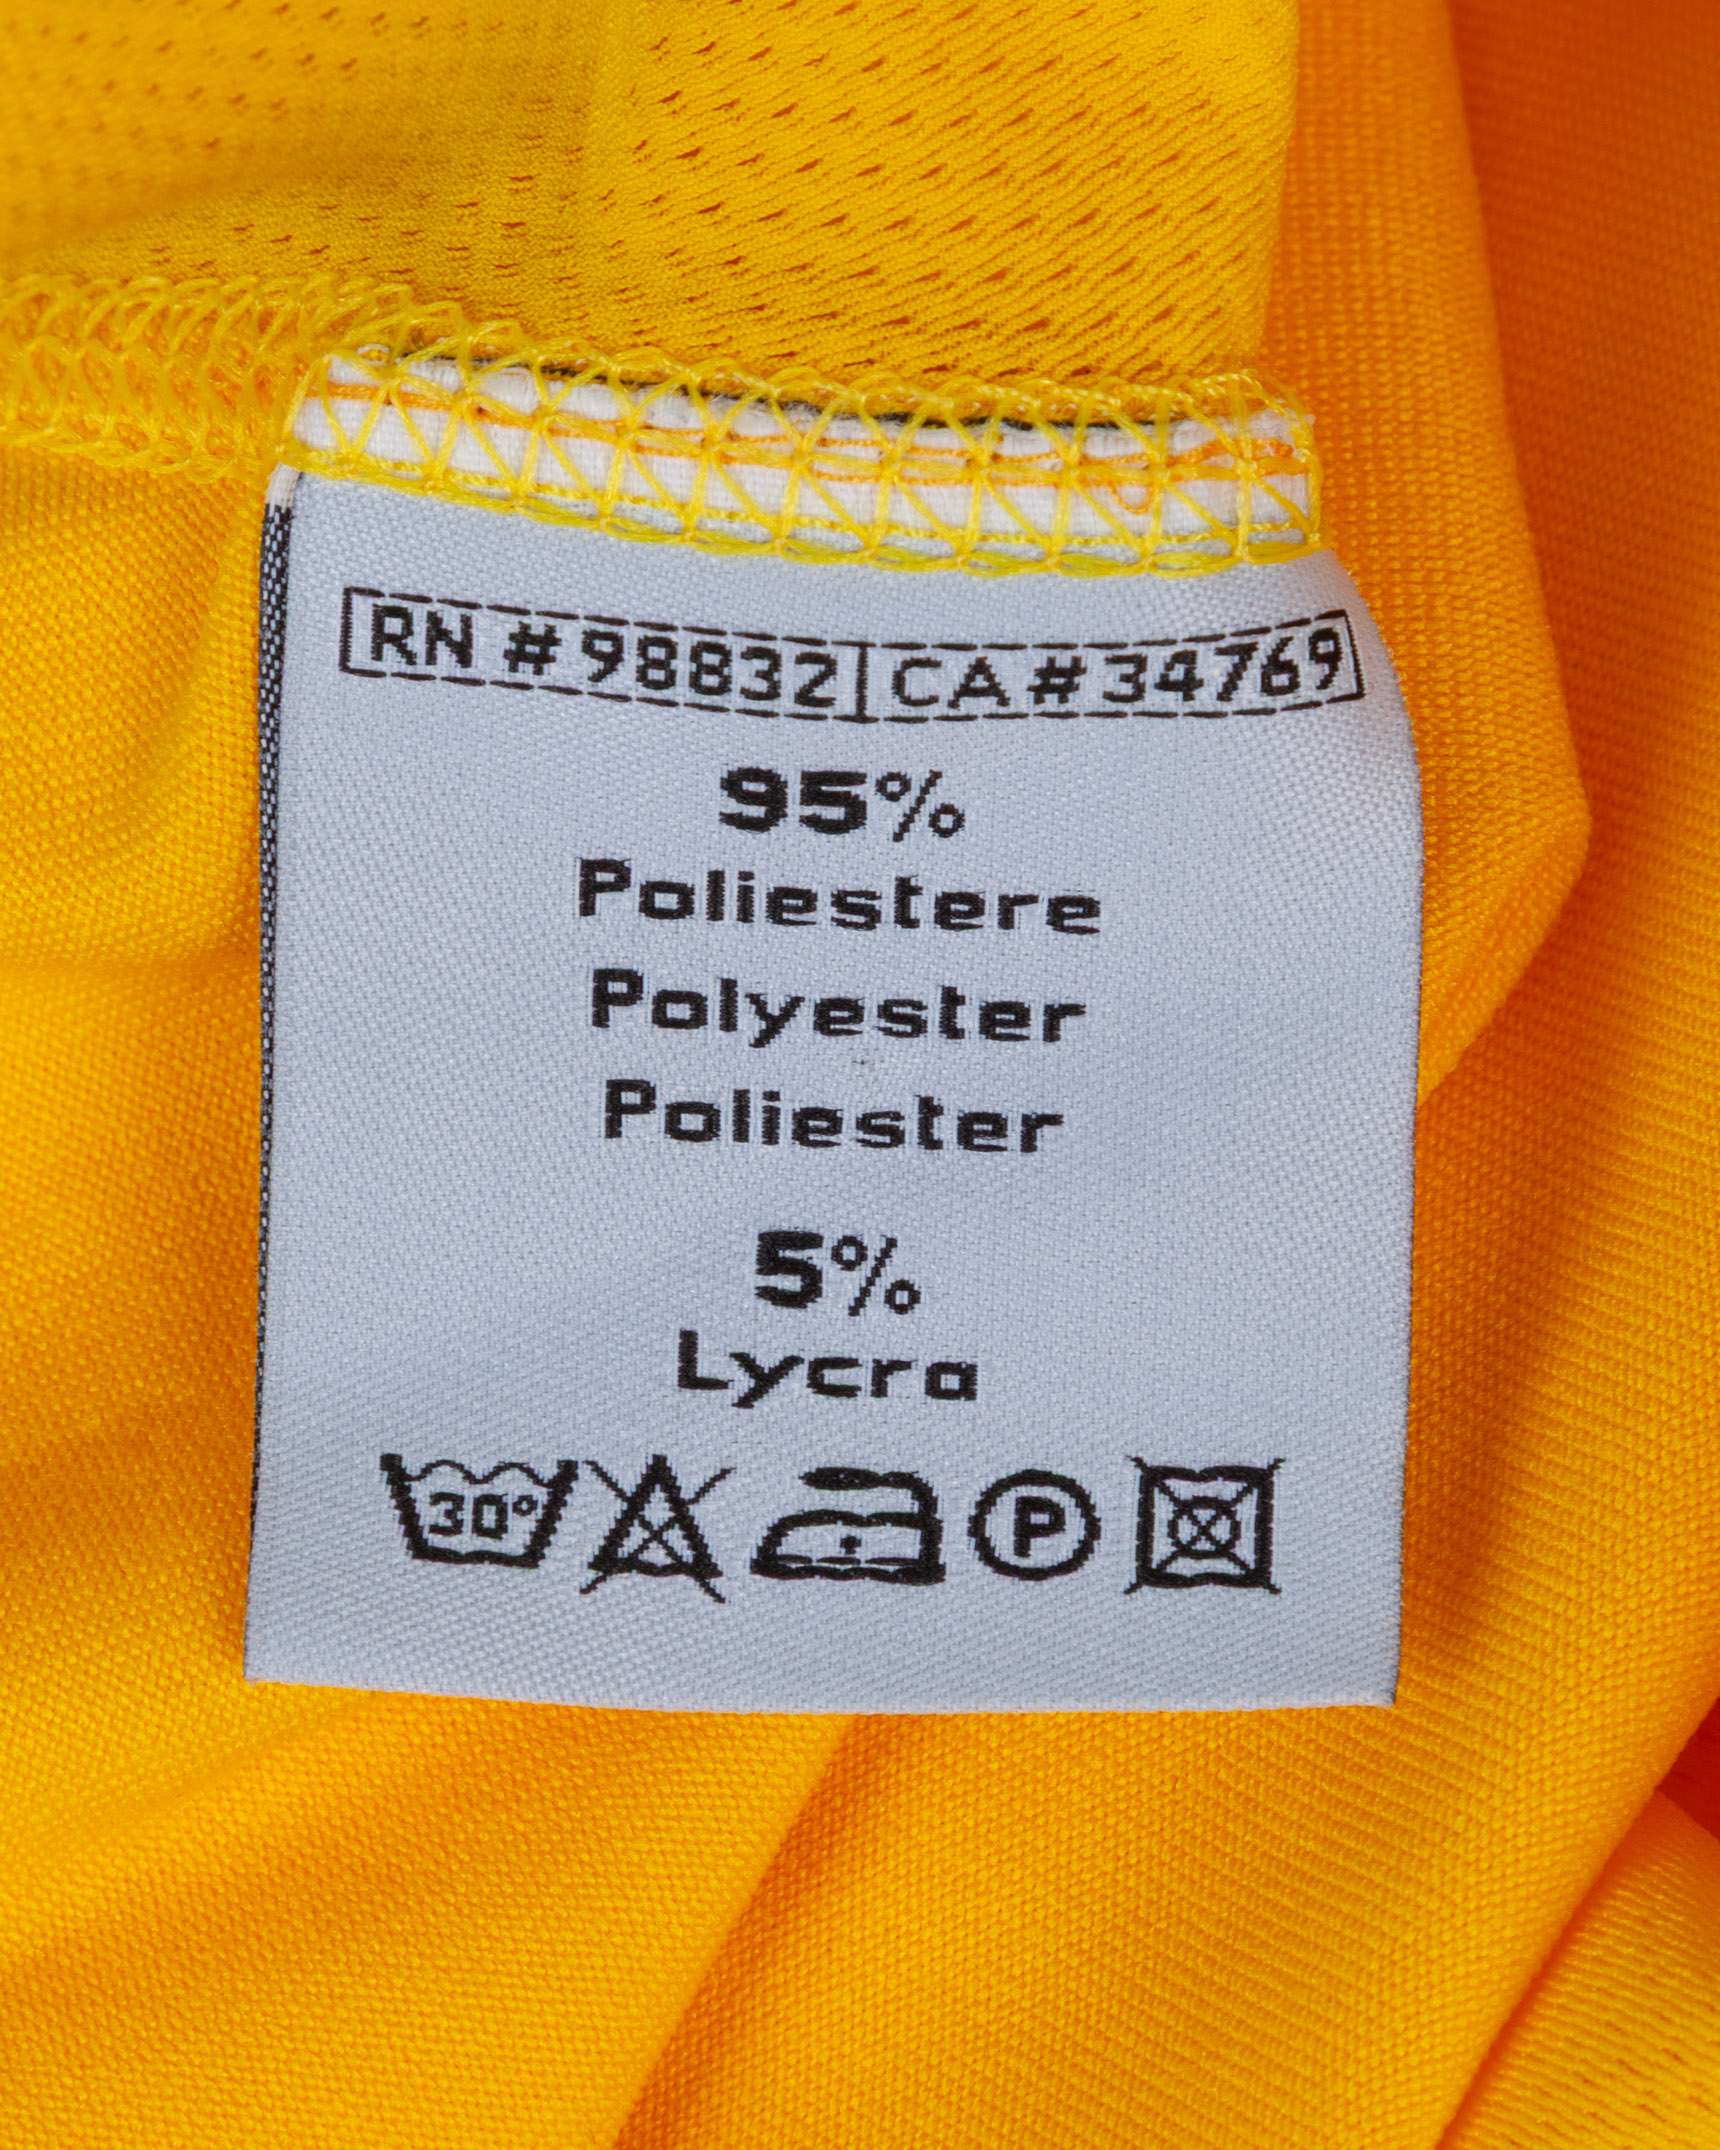 RN #98832 CA#34769
95%
Poliestere
Polyester
Poliester
5%
Lycra
30° P